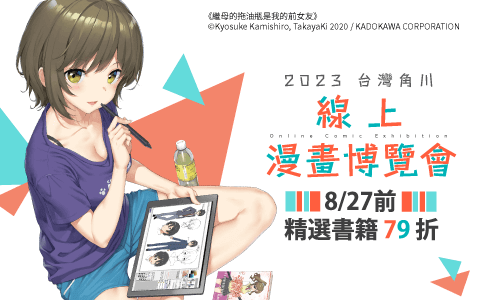 《繼母的拖油瓶是我的前女友》
©Kyosuke Kamishiro, TakayaKi 2020 / KADOKAWA CORPORATION
2023 台灣角川
線上
Online Comic Exhibition
漫畫博覽會
8/27前
精選書籍 79 折